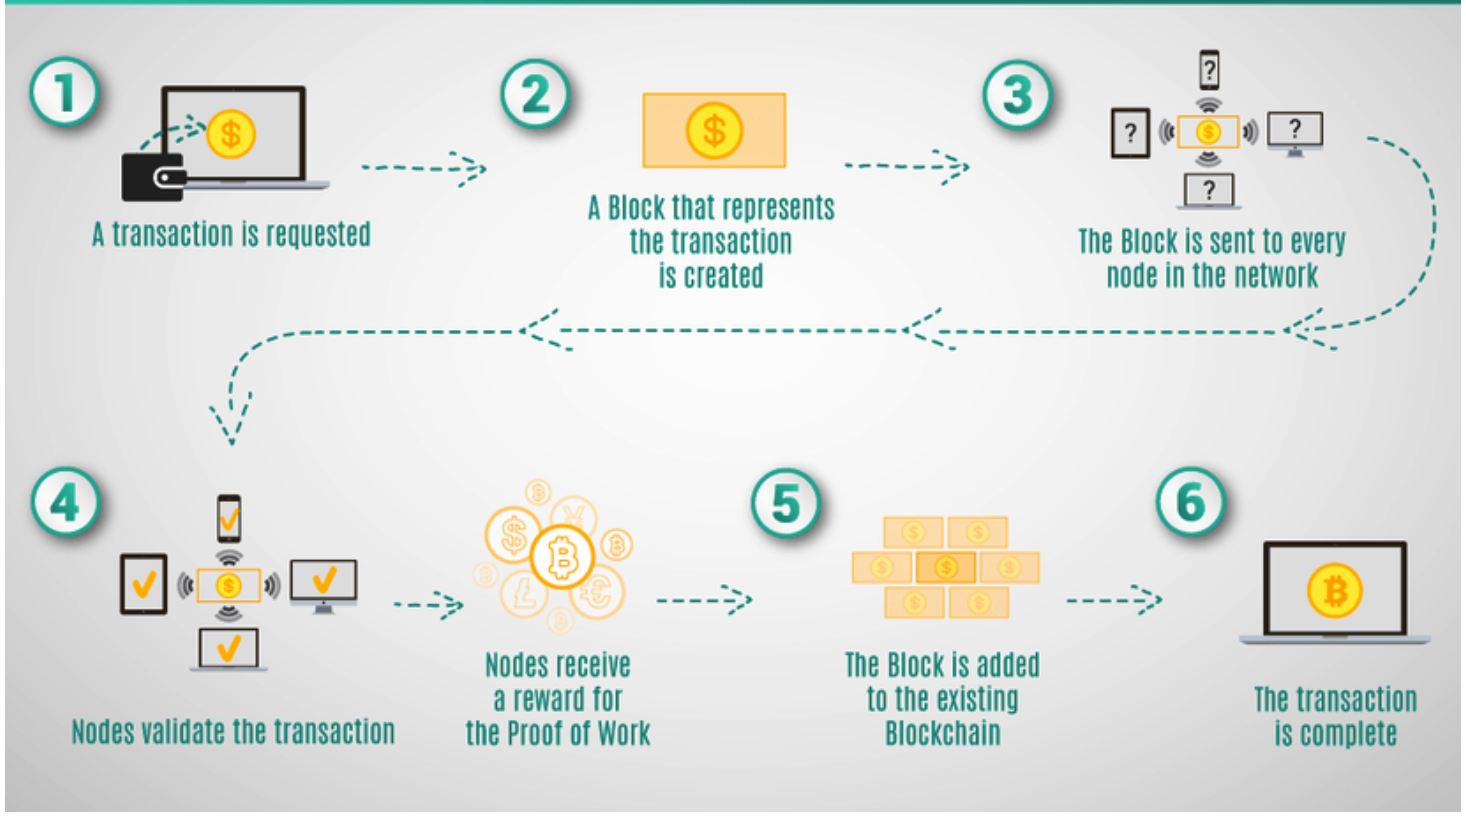 1
A transaction is requested
2
A Block that represents
the transaction
is created
3
?
?
?
?
The Block is sent to every
node in the network
4
Nodes validate the transaction
Nodes receive
a reward for
the Proof of Work
5
The Block is added
to the existing
Blockchain
6
The transaction
is complete